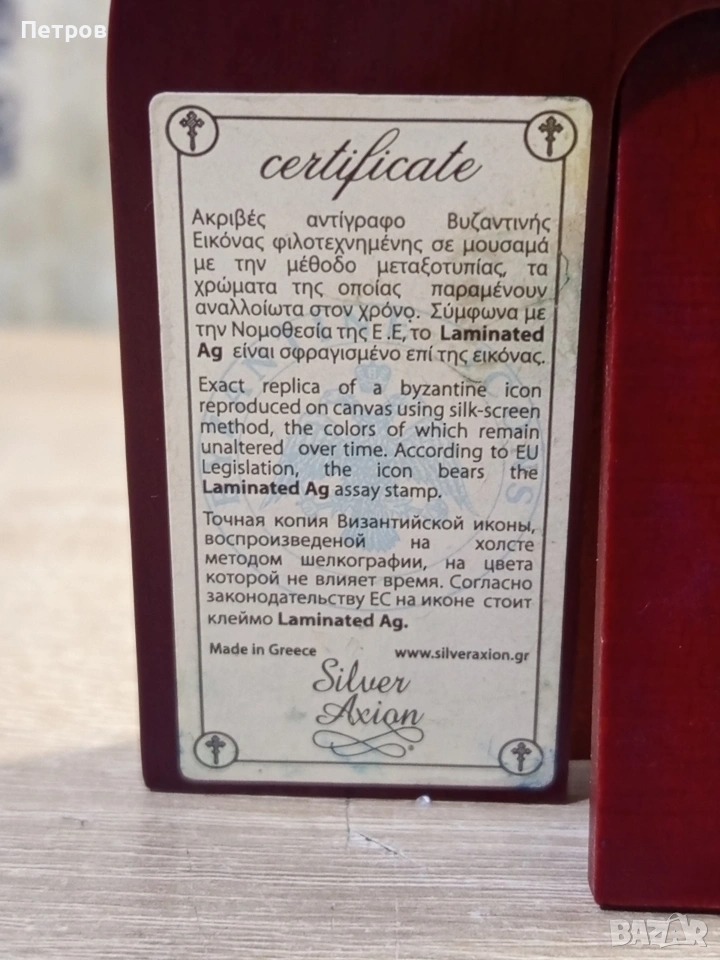 Петров
certificate
Ακριβές αντίγραφο Βυζαντινής
Εικόνας φιλοτεχνημένης σε μουσαμά
με την μέθοδο μεταξοτυπίας, τα
χρώματα της οποίας παραμένουν
αναλλοίωτα στον χρόνο. Σύμφωνα με
την Νομοθεσία της Ε .Ε, το Laminated
Ag είναι σφραγισμένο επί της εικόνας.
Exact replica of a byzantine icon
reproduced on canvas using silk-screen
method, the colors of which remain
unaltered over time. According to EU
Legislation, the icon bears the
Laminated Ag assay stamp.
Точная копия Византийской иконы,
воспроизведеной на холсте
методом шелкографии, на цвета
которой не влияет время. Согласно
законодательству ЕС на иконе стоит
клеймо Laminated Ag.
Made in Greece www.silveraxion.gr
Silver
Axion
BAZAR